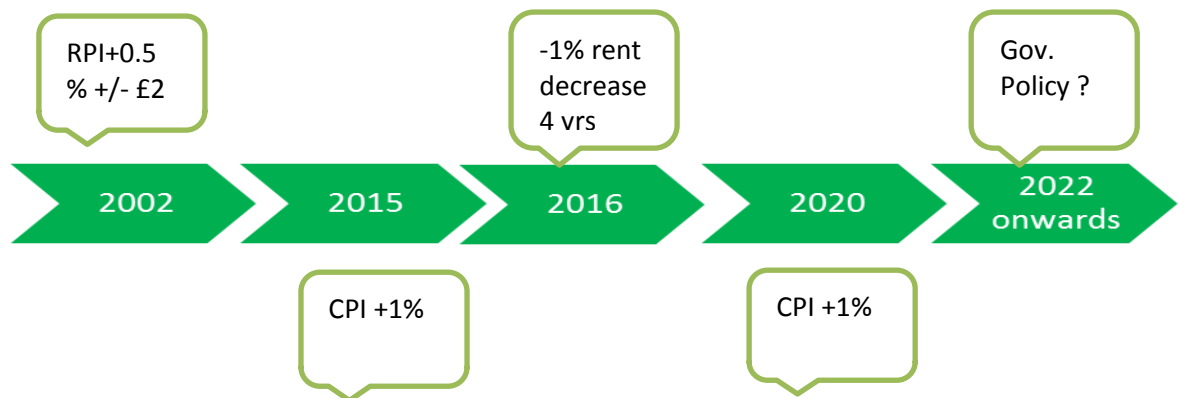 RPI+0.5
% +/- £2
-1% rent
decrease
4 yrs
Gov.
Policy ?
2002
2015
2016
2020
2022
onwards
CPI +1%
CPI +1%